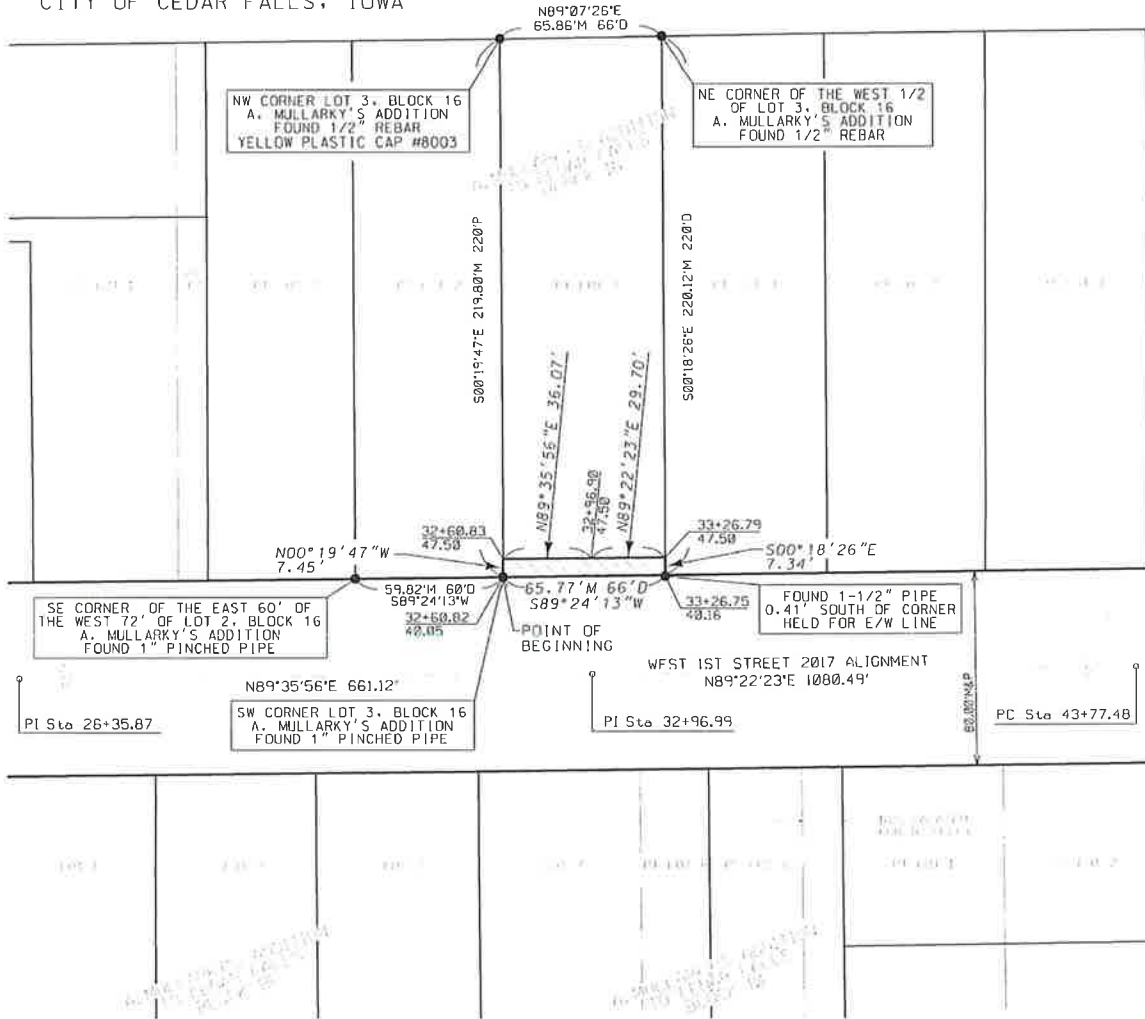 CITY OF CEDAR FALLS, IOWA
N89°07'26"E
65.86'M 66'D
NW CORNER LOT 3, BLOCK 16
A. MULLARKY'S ADDITION
FOUND 1/2" REBAR
YELLOW PLASTIC CAP #8003
NE CORNER OF THE WEST 1/2
OF LOT 3, BLOCK 16
A. MULLARKY'S ADDITION
FOUND 1/2" REBAR
S00°19'47"E 219.80'M 220'P
S00°18'26"E 220.12'M 220'D
N89°35'56"E 36.07'
32+96.90
47.50
N89°22'23"E 29.70'
32+60.83
47.50
33+26.79
47.50
N00°19'47"W
7.45'
S00°18'26"E
7.34'
59.82'M 60'D
S89°24'13"W
65.77'M 66'D
S89°24'13"W
32+60.82
40.05
33+26.75
40.16
SE CORNER OF THE EAST 60' OF
THE WEST 72' OF LOT 2, BLOCK 16
A. MULLARKY'S ADDITION
FOUND 1" PINCHED PIPE
FOUND 1-1/2" PIPE
0.41' SOUTH OF CORNER
HELD FOR E/W LINE
POINT OF
BEGINNING
WEST 1ST STREET 2017 ALIGNMENT
N89°22'23"E 1080.49'
N89°35'56"E 661.12'
SW CORNER LOT 3, BLOCK 16
A. MULLARKY'S ADDITION
FOUND 1" PINCHED PIPE
PI Sta 26+35.87
PI Sta 32+96.99
80.00'M&P
PC Sta 43+77.48